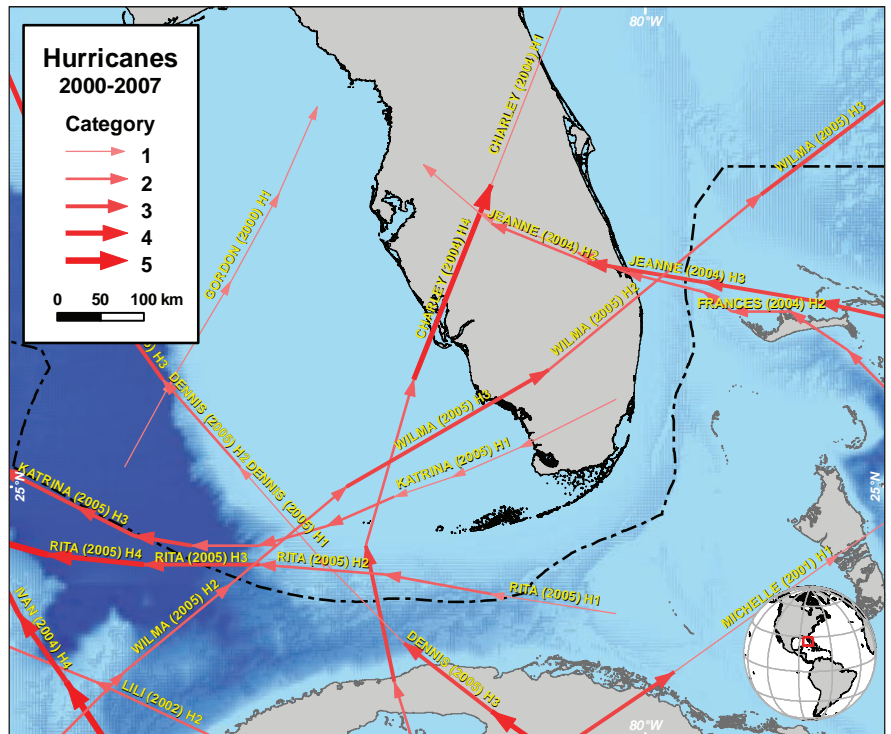 Hurricanes
2000-2007
Category
1
2
3
4
5
0 50 100 km
80°W
CHARLEY (2004) H1
WILMA (2005) H3
GORDON (2000) H1
JEANNE (2004) H2
CHARLEY (2004) H4
JEANNE (2004) H3
FRANCES (2004) H2
WILMA (2005) H2
H3
DENNIS (2005) H2
WILMA (2005) H3
KATRINA (2005) H1
DENNIS (2005) H1
25°N
25°N
KATRINA (2005) H3
RITA (2005) H4
RITA (2005) H3
RITA (2005) H2
RITA (2005) H1
MICHELLE (2001) H1
WILMA (2005) H2
IVAN (2004) H4
LILI (2002) H2
DENNIS (2005) H3
80°W